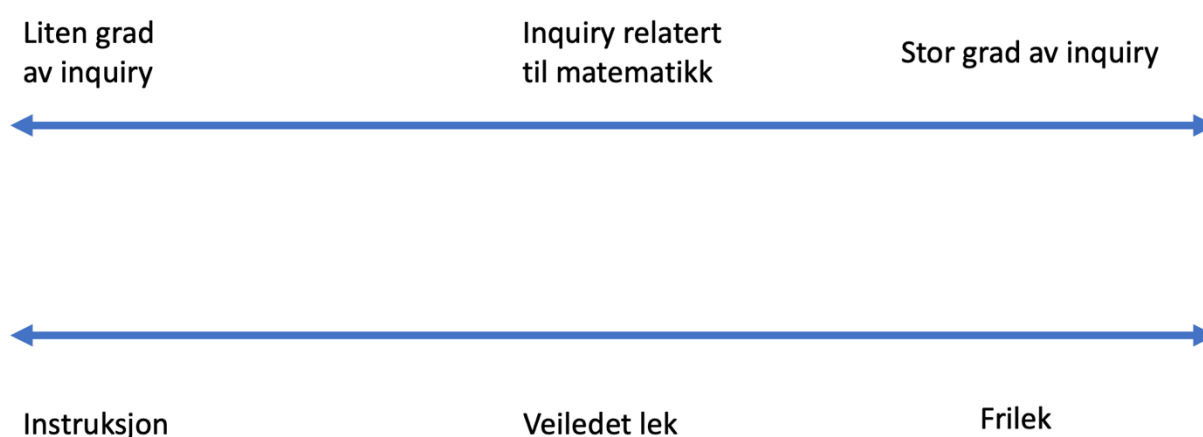 Liten grad
av inquiry
Inquiry relatert
til matematikk
Stor grad av inquiry
Instruksjon
Veiledet lek
Frilek